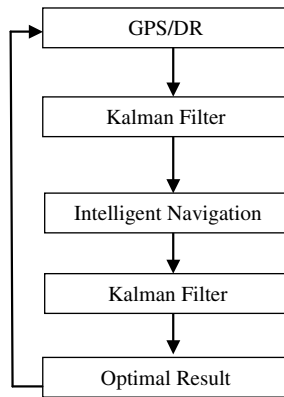 GPS/DR
Kalman Filter
Intelligent Navigation
Kalman Filter
Optimal Result